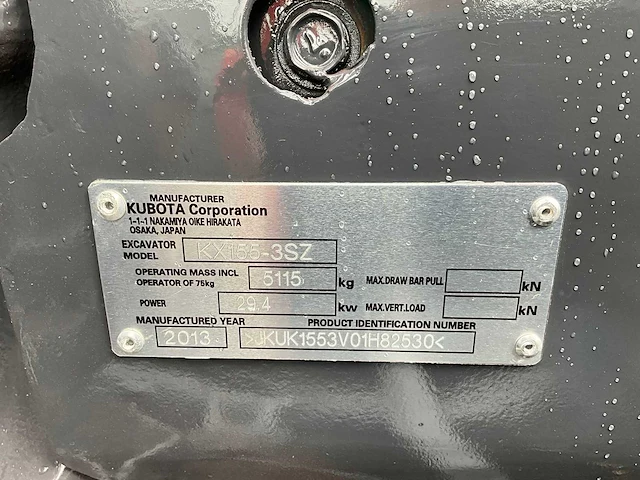 MANUFACTURER
KUBOTA Corporation
1-1-1 NAKAMIYA OIKE HIRAKATA
OSAKA, JAPAN
EXCAVATOR MODEL KX155-3SZ
OPERATING MASS INCL OPERATOR OF 75kg 5115 kg MAX.DRAW BAR PULL kN
POWER 29.4 kw MAX.VERT.LOAD kN
MANUFACTURED YEAR PRODUCT IDENTIFICATION NUMBER
2013 >JKUK1553V01H82530<